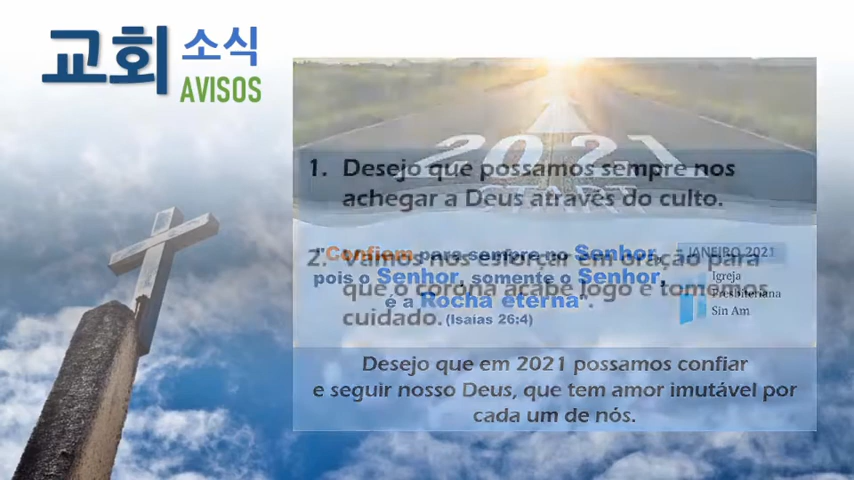 교회 소식
AVISOS
2021
START
1. Desejo que possamos sempre nos
achegar a Deus através do culto.
2. Vamos nos esforçar em oração para
que o corona acabe logo e tomemos
cuidado.
"Confiem para sempre no Senhor,
pois o Senhor, somente o Senhor,
é a Rocha eterna".
(Isaías 26:4)
JANEIRO 2021
Igreja
Presbiteriana
Sin Am
Desejo que em 2021 possamos confiar
e seguir nosso Deus, que tem amor imutável por
cada um de nós.